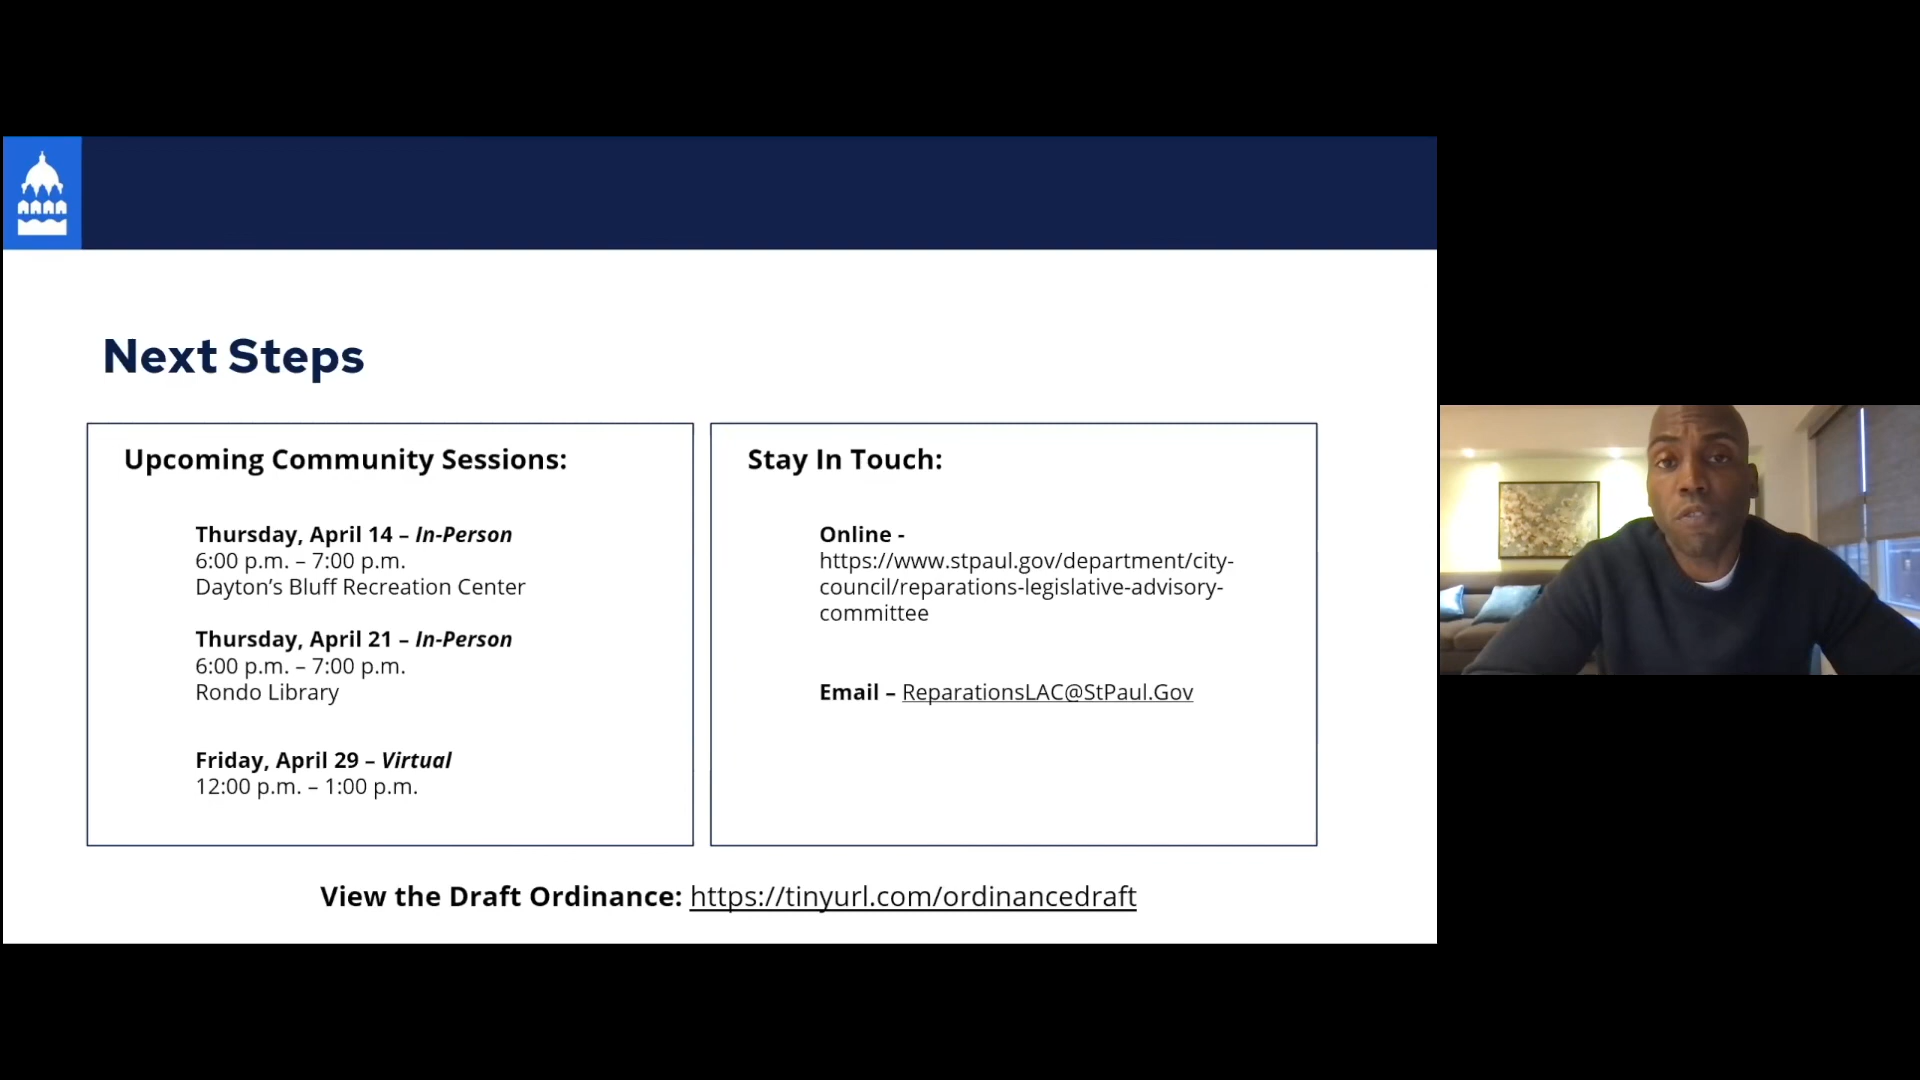 Next Steps
Upcoming Community Sessions:
Thursday, April 14 – In-Person
6:00 p.m. – 7:00 p.m.
Dayton’s Bluff Recreation Center
Thursday, April 21 – In-Person
6:00 p.m. – 7:00 p.m.
Rondo Library
Friday, April 29 – Virtual
12:00 p.m. – 1:00 p.m.
Stay In Touch:
Online -
https://www.stpaul.gov/department/city-
council/reparations-legislative-advisory-
committee
Email – ReparationsLAC@StPaul.Gov
View the Draft Ordinance: https://tinyurl.com/ordinancedraft